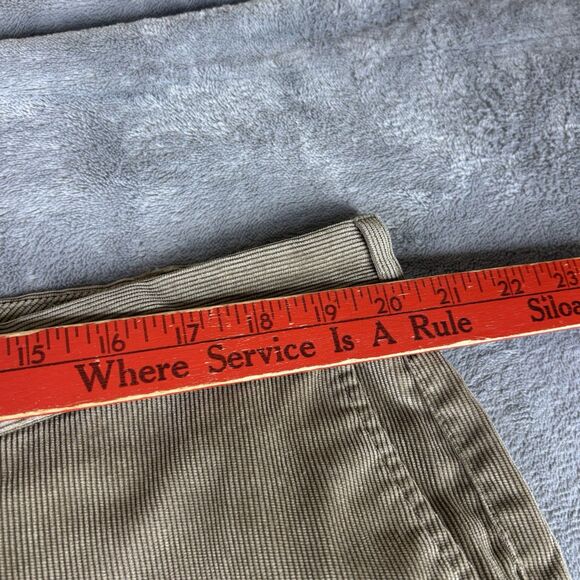 15 16 17 18 19 20 21 22 23
Where Service Is A Rule Siloa